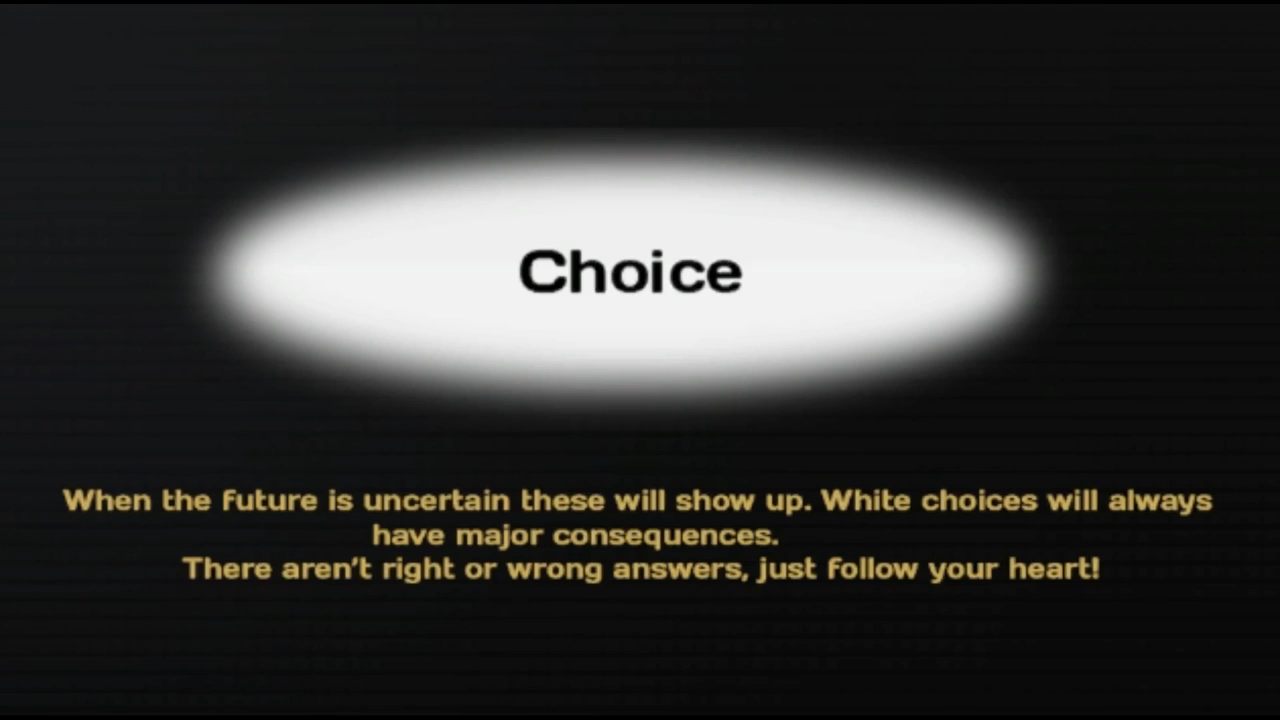 Choice
When the future is uncertain these will show up. White choices will always
have major consequences.
There aren't right or wrong answers, just follow your heart!